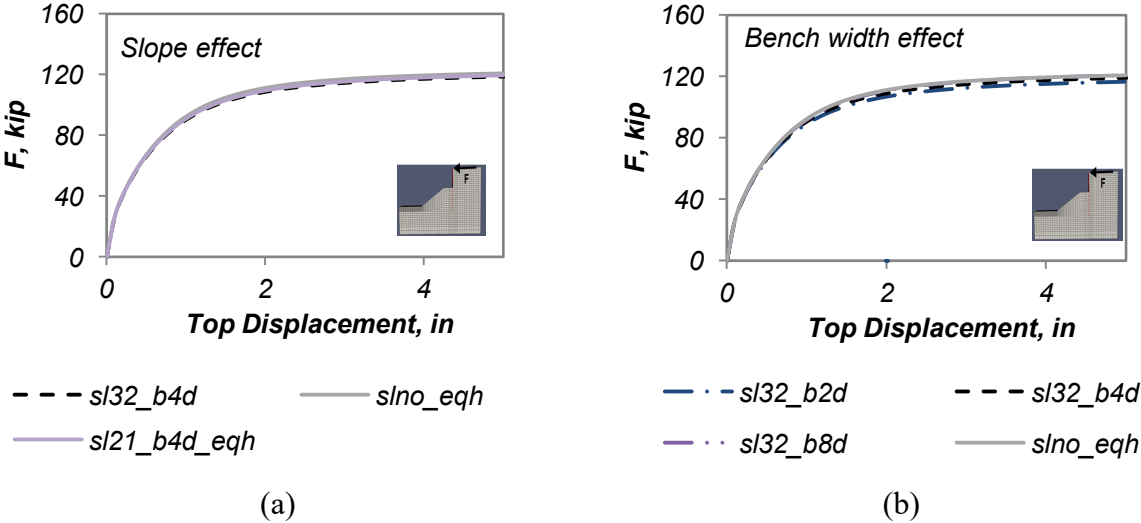 160
Slope effect
120
80
40
0
F, kip
F
0 2 4
Top Displacement, in
sl32_b4d slno_eqh
sl21_b4d_eqh
(a)
160
Bench width effect
120
80
40
0
F, kip
F
0 2 4
Top Displacement, in
sl32_b2d sl32_b4d
sl32_b8d slno_eqh
(b)